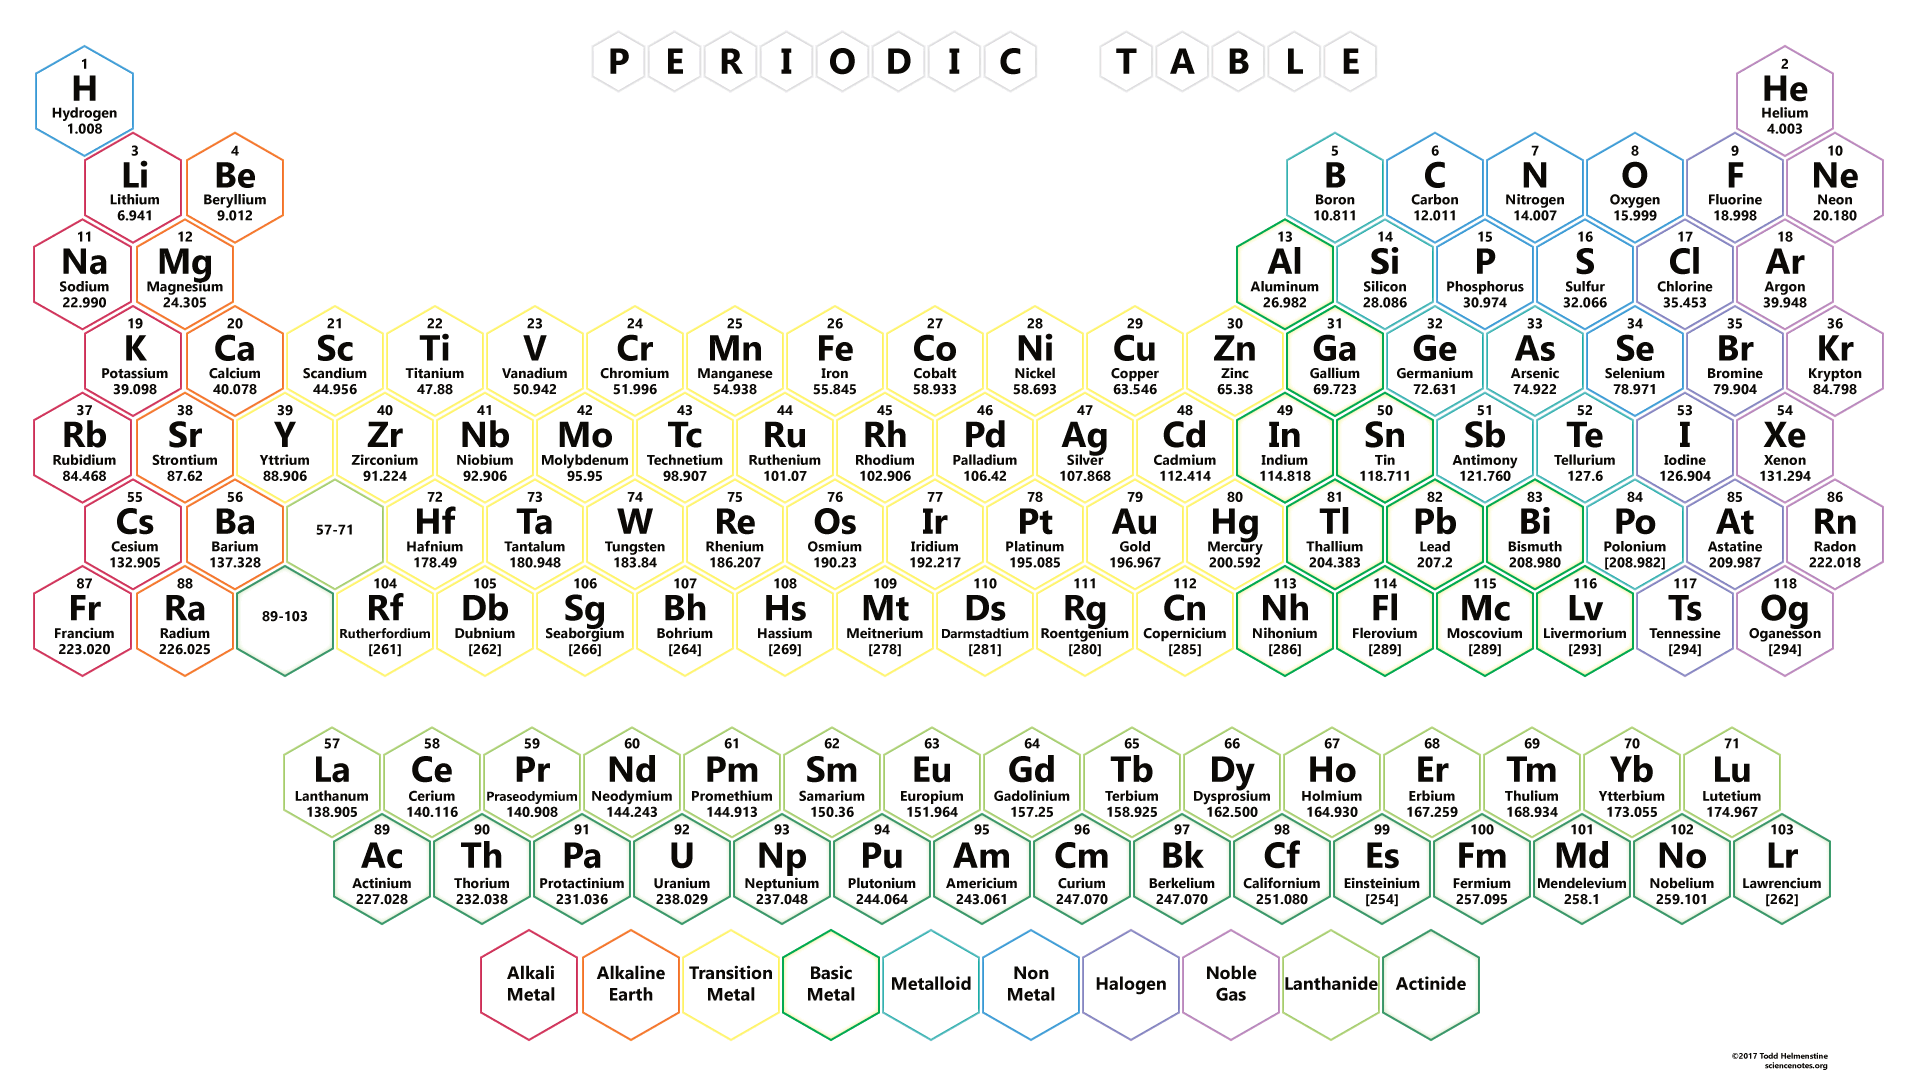 PERIODIC TABLE
1
H
Hydrogen
1.008
2
He
Helium
4.003
3
Li
Lithium
6.941
4
Be
Beryllium
9.012
5
B
Boron
10.811
6
C
Carbon
12.011
7
N
Nitrogen
14.007
8
O
Oxygen
15.999
9
F
Fluorine
18.998
10
Ne
Neon
20.180
11
Na
Sodium
22.990
12
Mg
Magnesium
24.305
13
Al
Aluminum
26.982
14
Si
Silicon
28.086
15
P
Phosphorus
30.974
16
S
Sulfur
32.066
17
Cl
Chlorine
35.453
18
Ar
Argon
39.948
19
K
Potassium
39.098
20
Ca
Calcium
40.078
21
Sc
Scandium
44.956
22
Ti
Titanium
47.88
23
V
Vanadium
50.942
24
Cr
Chromium
51.996
25
Mn
Manganese
54.938
26
Fe
Iron
55.845
27
Co
Cobalt
58.933
28
Ni
Nickel
58.693
29
Cu
Copper
63.546
30
Zn
Zinc
65.38
31
Ga
Gallium
69.723
32
Ge
Germanium
72.631
33
As
Arsenic
74.922
34
Se
Selenium
78.971
35
Br
Bromine
79.904
36
Kr
Krypton
84.798
37
Rb
Rubidium
84.468
38
Sr
Strontium
87.62
39
Y
Yttrium
88.906
40
Zr
Zirconium
91.224
41
Nb
Niobium
92.906
42
Mo
Molybdenum
95.95
43
Tc
Technetium
98.907
44
Ru
Ruthenium
101.07
45
Rh
Rhodium
102.906
46
Pd
Palladium
106.42
47
Ag
Silver
107.868
48
Cd
Cadmium
112.414
49
In
Indium
114.818
50
Sn
Tin
118.711
51
Sb
Antimony
121.760
52
Te
Tellurium
127.6
53
I
Iodine
126.904
54
Xe
Xenon
131.294
55
Cs
Cesium
132.905
56
Ba
Barium
137.328
57-71
72
Hf
Hafnium
178.49
73
Ta
Tantalum
180.948
74
W
Tungsten
183.84
75
Re
Rhenium
186.207
76
Os
Osmium
190.23
77
Ir
Iridium
192.217
78
Pt
Platinum
195.085
79
Au
Gold
196.967
80
Hg
Mercury
200.592
81
Tl
Thallium
204.383
82
Pb
Lead
207.2
83
Bi
Bismuth
208.980
84
Po
Polonium
[208.982]
85
At
Astatine
209.987
86
Rn
Radon
222.018
87
Fr
Francium
223.020
88
Ra
Radium
226.025
89-103
104
Rf
Rutherfordium
[261]
105
Db
Dubnium
[262]
106
Sg
Seaborgium
[266]
107
Bh
Bohrium
[264]
108
Hs
Hassium
[269]
109
Mt
Meitnerium
[278]
110
Ds
Darmstadtium
[281]
111
Rg
Roentgenium
[280]
112
Cn
Copernicium
[285]
113
Nh
Nihonium
[286]
114
Fl
Flerovium
[289]
115
Mc
Moscovium
[289]
116
Lv
Livermorium
[293]
117
Ts
Tennessine
[294]
118
Og
Oganesson
[294]
57
La
Lanthanum
138.905
58
Ce
Cerium
140.116
59
Pr
Praseodymium
140.908
60
Nd
Neodymium
144.243
61
Pm
Promethium
144.913
62
Sm
Samarium
150.36
63
Eu
Europium
151.964
64
Gd
Gadolinium
157.25
65
Tb
Terbium
158.925
66
Dy
Dysprosium
162.500
67
Ho
Holmium
164.930
68
Er
Erbium
167.259
69
Tm
Thulium
168.934
70
Yb
Ytterbium
173.055
71
Lu
Lutetium
174.967
89
Ac
Actinium
227.028
90
Th
Thorium
232.038
91
Pa
Protactinium
231.036
92
U
Uranium
238.029
93
Np
Neptunium
237.048
94
Pu
Plutonium
244.064
95
Am
Americium
243.061
96
Cm
Curium
247.070
97
Bk
Berkelium
247.070
98
Cf
Californium
251.080
99
Es
Einsteinium
[254]
100
Fm
Fermium
257.095
101
Md
Mendelevium
258.1
102
No
Nobelium
259.101
103
Lr
Lawrencium
[262]
Alkali
Metal
Alkaline
Earth
Transition
Metal
Basic
Metal
Metalloid
Non
Metal
Halogen
Noble
Gas
Lanthanide
Actinide
©2017 Todd Helmenstine
sciencenotes.org